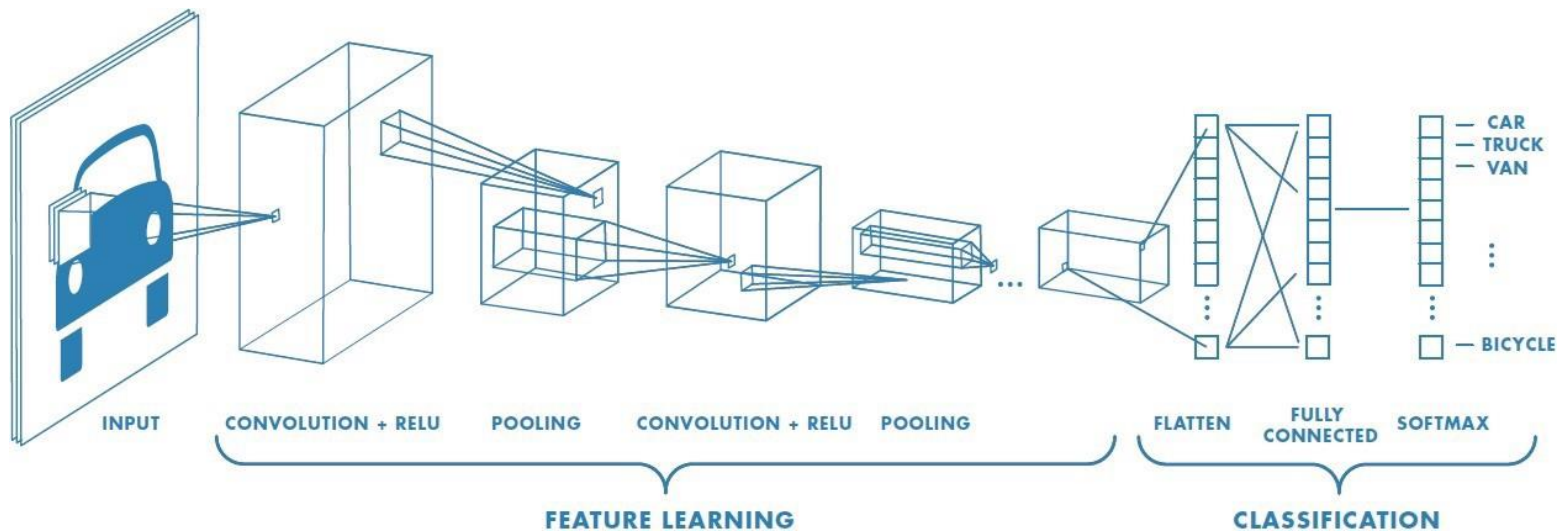 CAR
TRUCK
VAN
BICYCLE
INPUT
CONVOLUTION + RELU
POOLING
CONVOLUTION + RELU
POOLING
FLATTEN
FULLY
CONNECTED
SOFTMAX
FEATURE LEARNING
CLASSIFICATION